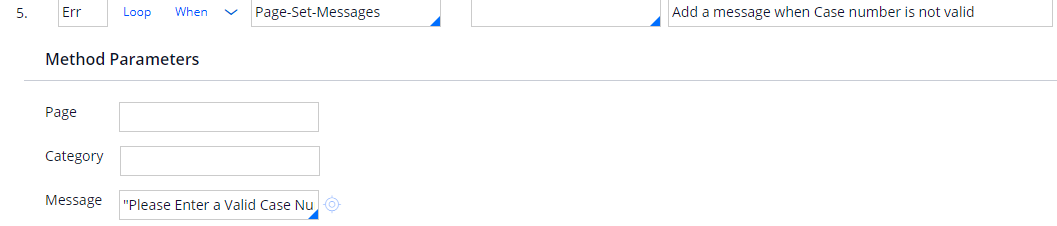 5. Err Loop When Page-Set-Messages Add a message when Case number is not valid
Method Parameters
Page
Category
Message "Please Enter a Valid Case Nu